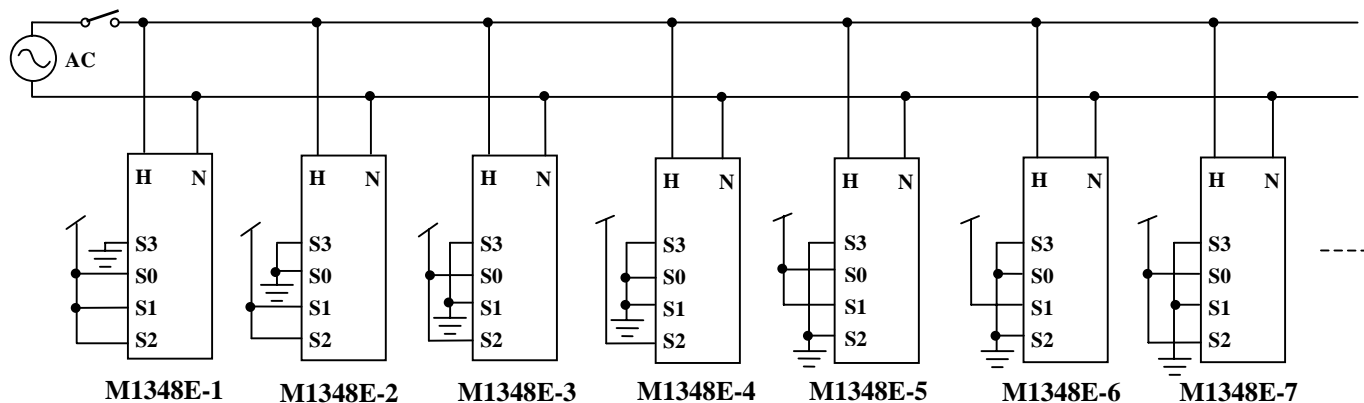 AC
H N H N H N H N H N H N H N
S3 S3 S3 S3 S3 S3 S3
S0 S0 S0 S0 S0 S0 S0
S1 S1 S1 S1 S1 S1 S1
S2 S2 S2 S2 S2 S2 S2
M1348E-1 M1348E-2 M1348E-3 M1348E-4 M1348E-5 M1348E-6 M1348E-7